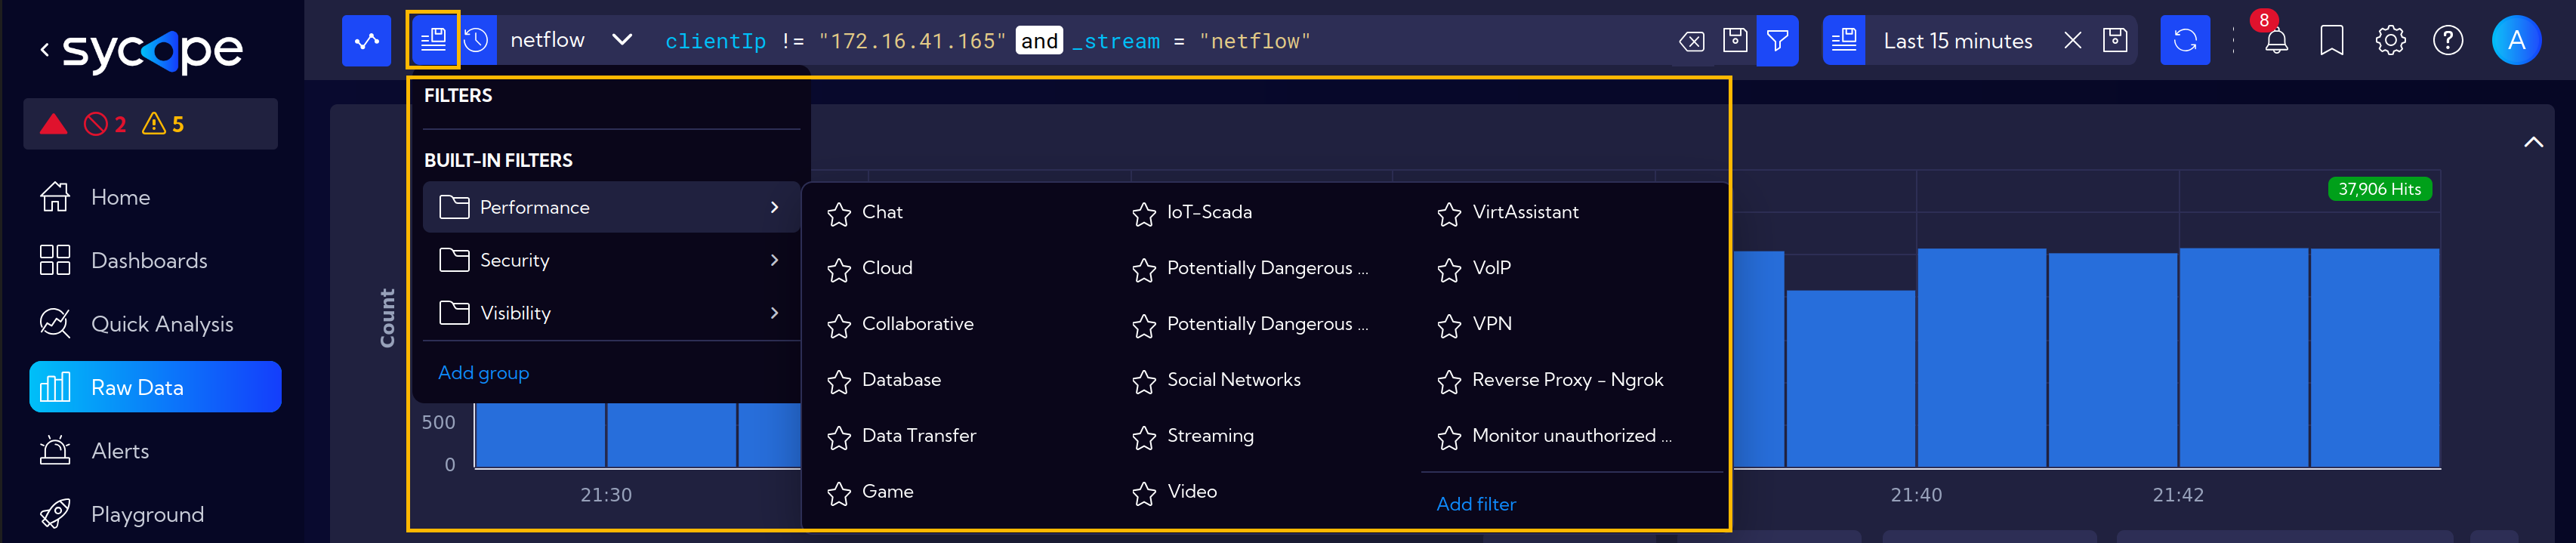 sycope
2 5
Home
Dashboards
Quick Analysis
Raw Data
Alerts
Playground
netflow clientIp != "172.16.41.165" and _stream = "netflow"
Last 15 minutes
8
A
FILTERS
BUILT-IN FILTERS
Performance
Security
Visibility
Add group
Chat
Cloud
Collaborative
Database
Data Transfer
Game
IoT-Scada
Potentially Dangerous ...
Potentially Dangerous ...
Social Networks
Streaming
Video
VirtAssistant
VoIP
VPN
Reverse Proxy - Ngrok
Monitor unauthorized ...
Add filter
37,906 Hits
Count
500
0
21:30
21:40
21:42